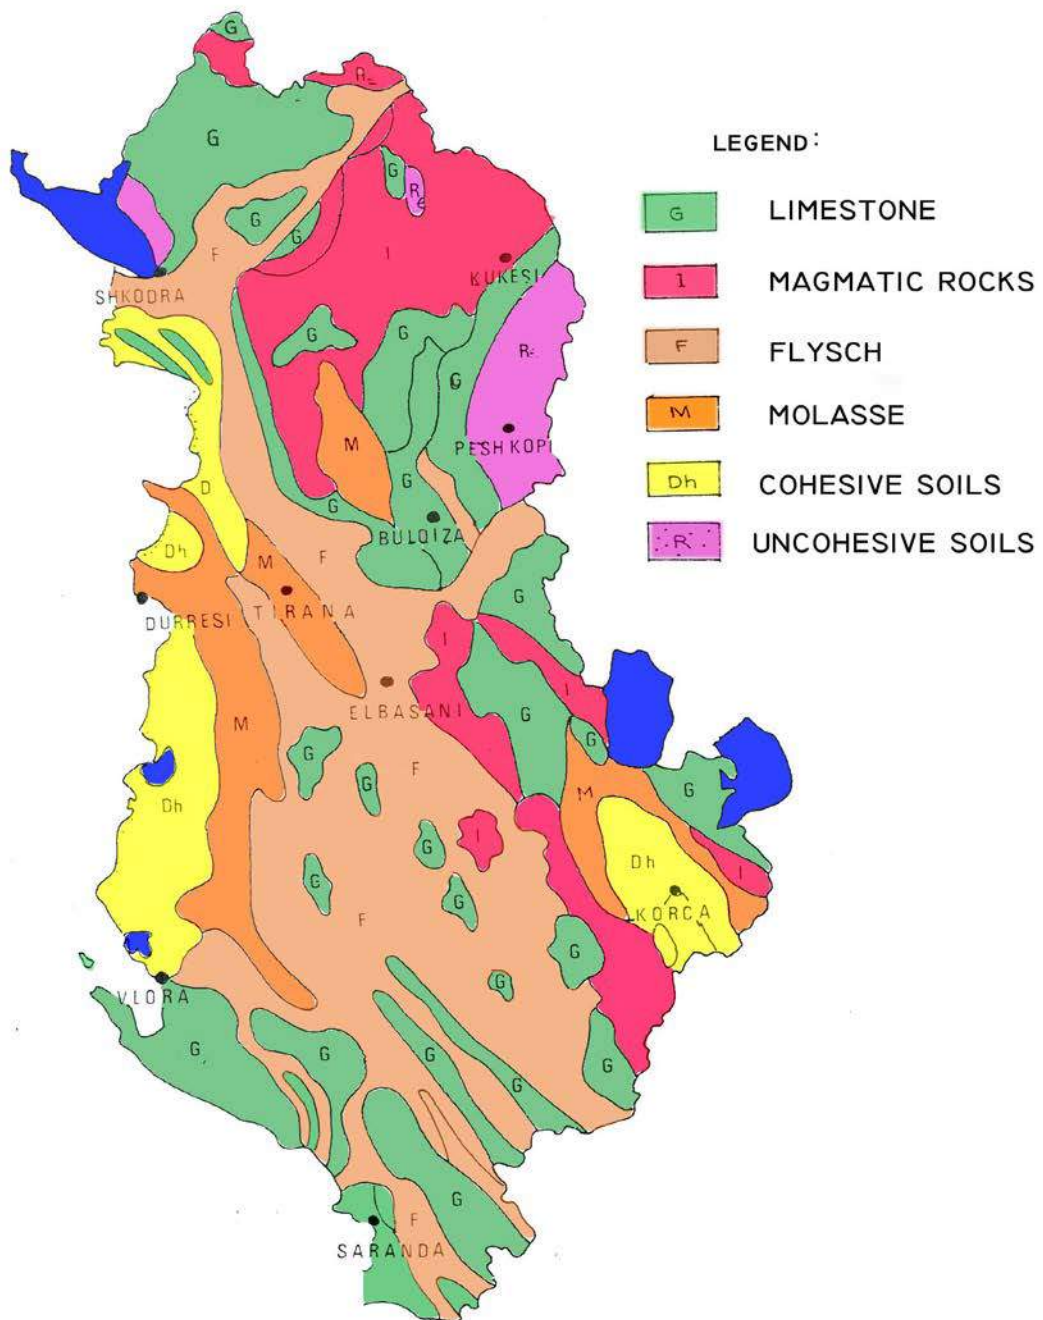 G
R
LEGEND:
G
G
R
G LIMESTONE
G
G
F
I
KUKESI
I MAGMATIC ROCKS
SHKODRA
G
G
F FLYSCH
R
G
M MOLASSE
M
PESHKOPI
G
D
Dh COHESIVE SOILS
G
BULQIZA
R UNCOHESIVE SOILS
Dh
M
F
G
DURRESI
TIRANA
I
I
ELBASANI
G
M
G
G
F
G
Dh
M
G
I
G
Dh
I
G
G
KORCA
F
G
G
VLORA
G
G
G
G
G
G
F
SARANDA